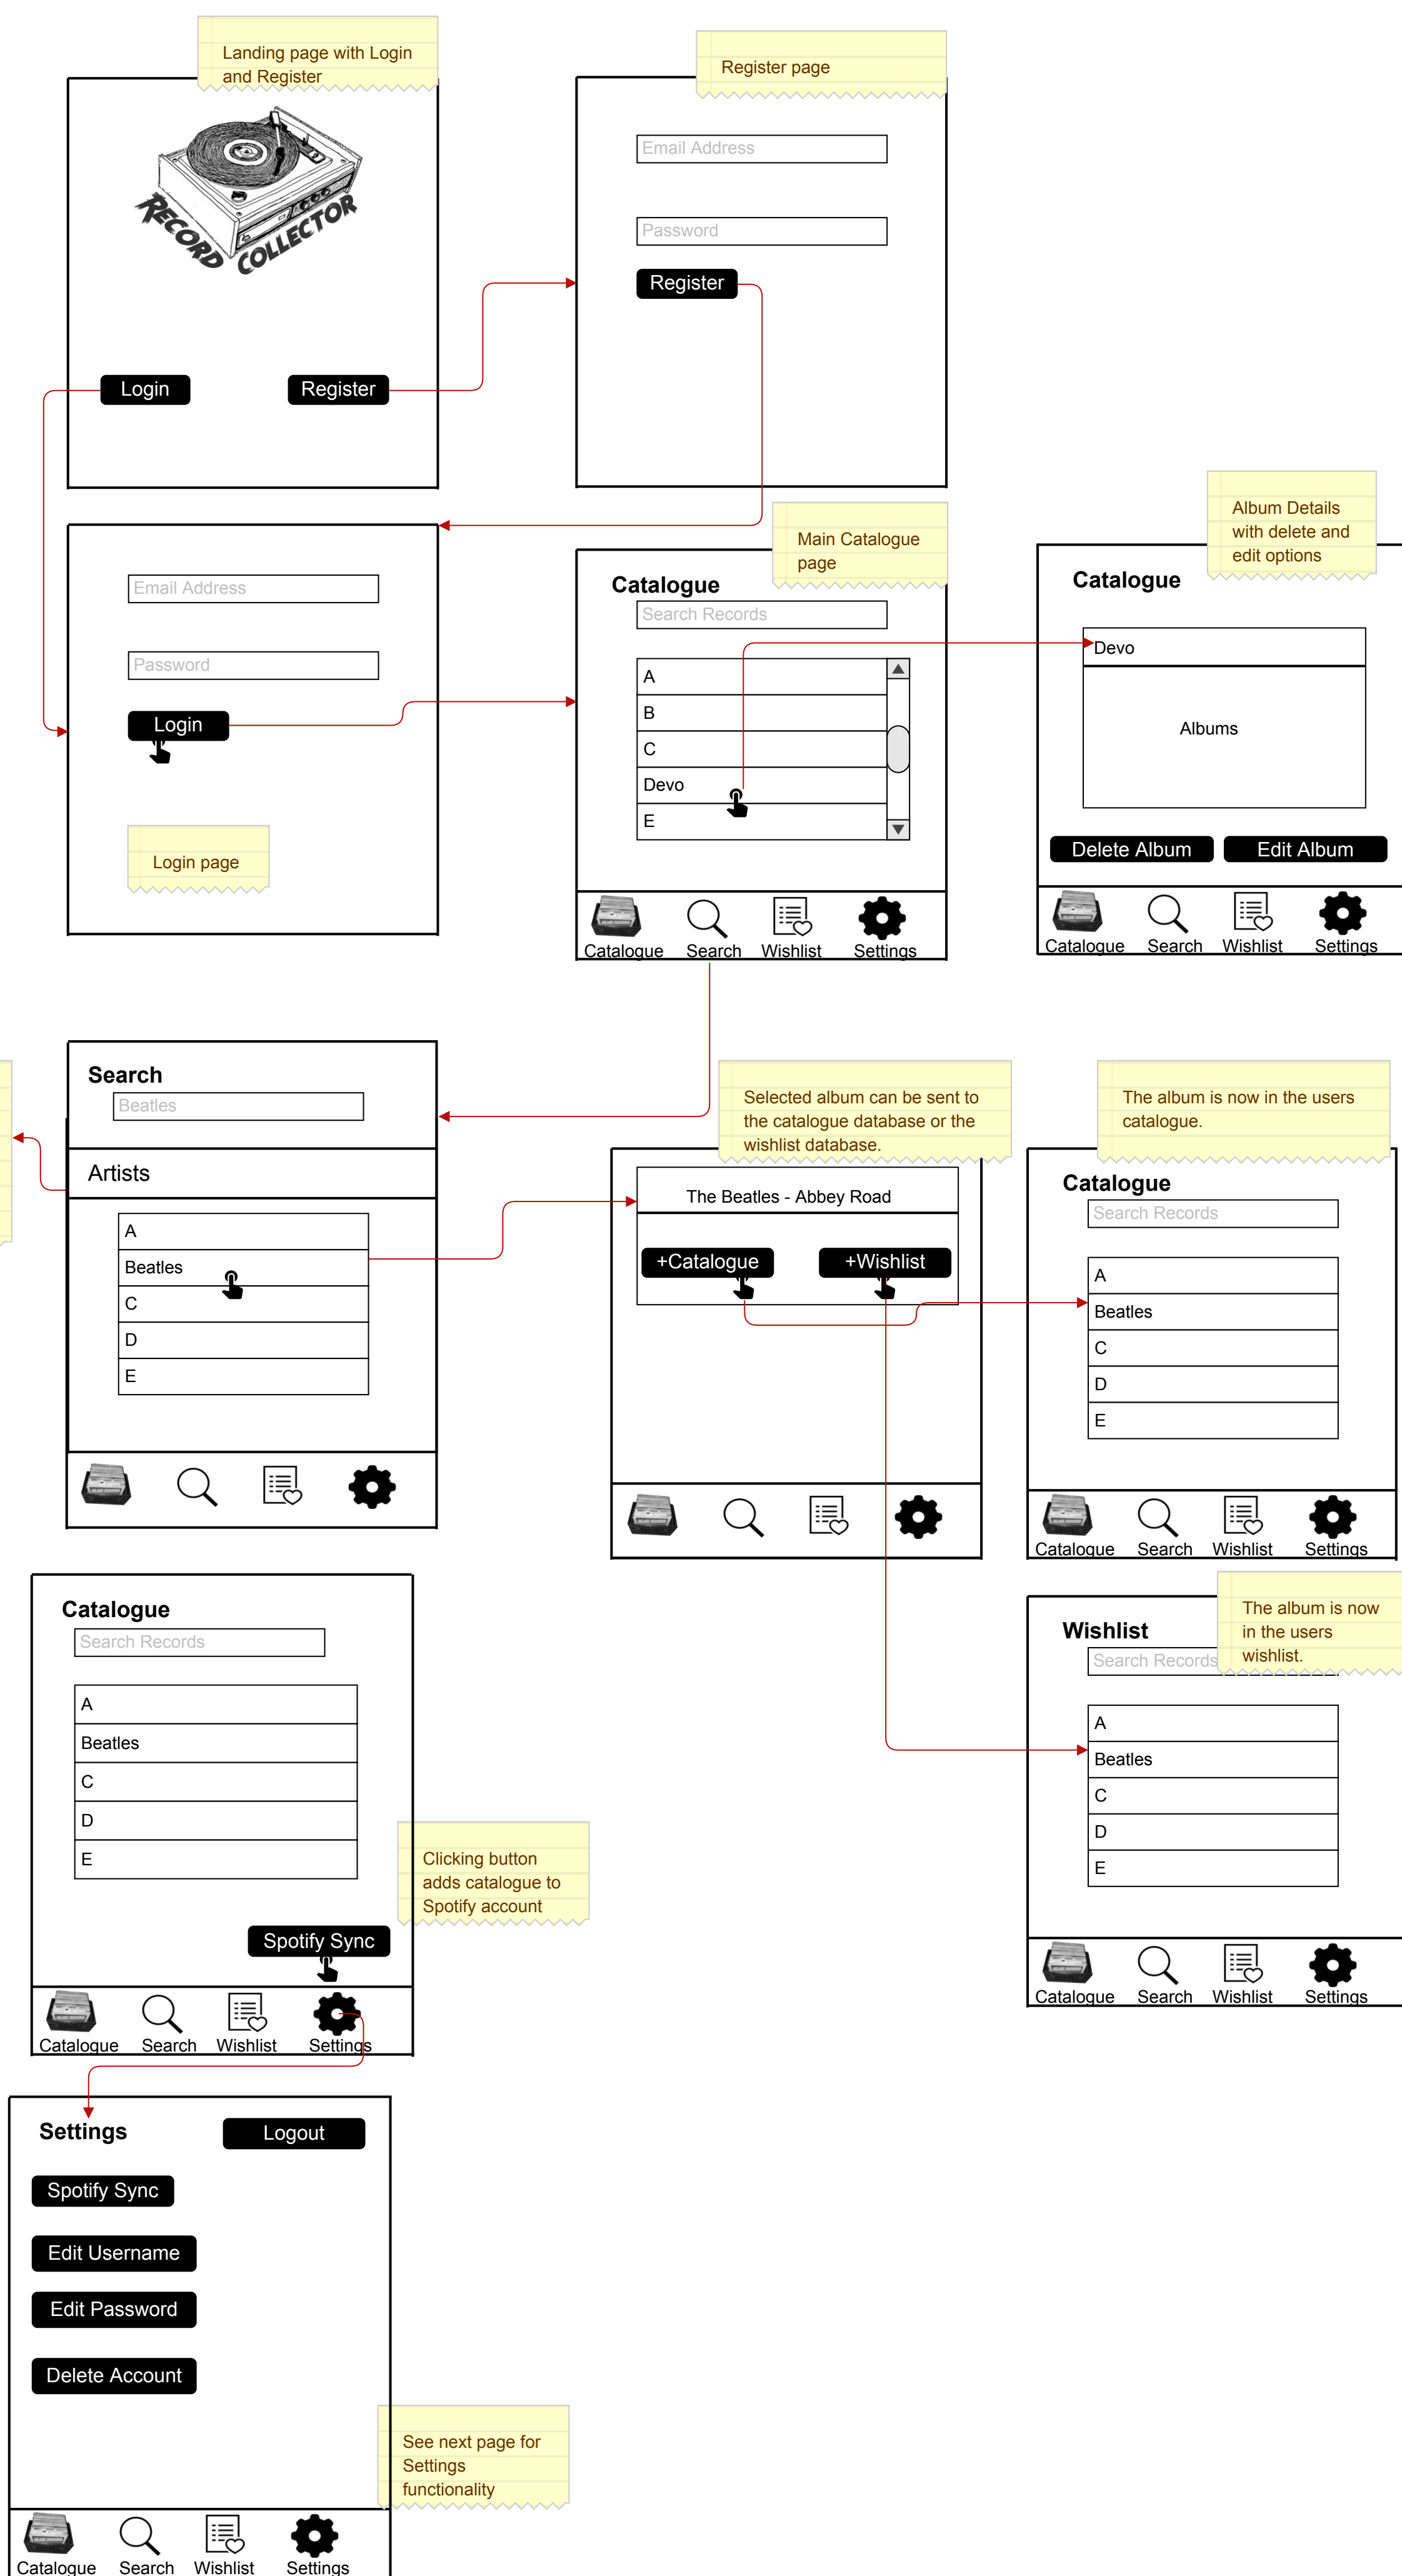 Landing page with Login
and Register
RECORD COLLECTOR
Login
Register
Register page
Email Address
Password
Register
Email Address
Password
Login
Login page
Main Catalogue
page
Catalogue
Search Records
A
B
C
Devo
E
Catalogue Search Wishlist Settings
Album Details
with delete and
edit options
Catalogue
Devo
Albums
Delete Album
Edit Album
Catalogue Search Wishlist Settings
Search
Beatles
Artists
A
Beatles
C
D
E
Selected album can be sent to
the catalogue database or the
wishlist database.
The Beatles - Abbey Road
+Catalogue
+Wishlist
The album is now in the users
catalogue.
Catalogue
Search Records
A
Beatles
C
D
E
Catalogue Search Wishlist Settings
The album is now
in the users
wishlist.
Wishlist
Search Records
A
Beatles
C
D
E
Catalogue Search Wishlist Settings
Catalogue
Search Records
A
Beatles
C
D
E
Clicking button
adds catalogue to
Spotify account
Spotify Sync
Catalogue Search Wishlist Settings
Settings
Logout
Spotify Sync
Edit Username
Edit Password
Delete Account
See next page for
Settings
functionality
Catalogue Search Wishlist Settings